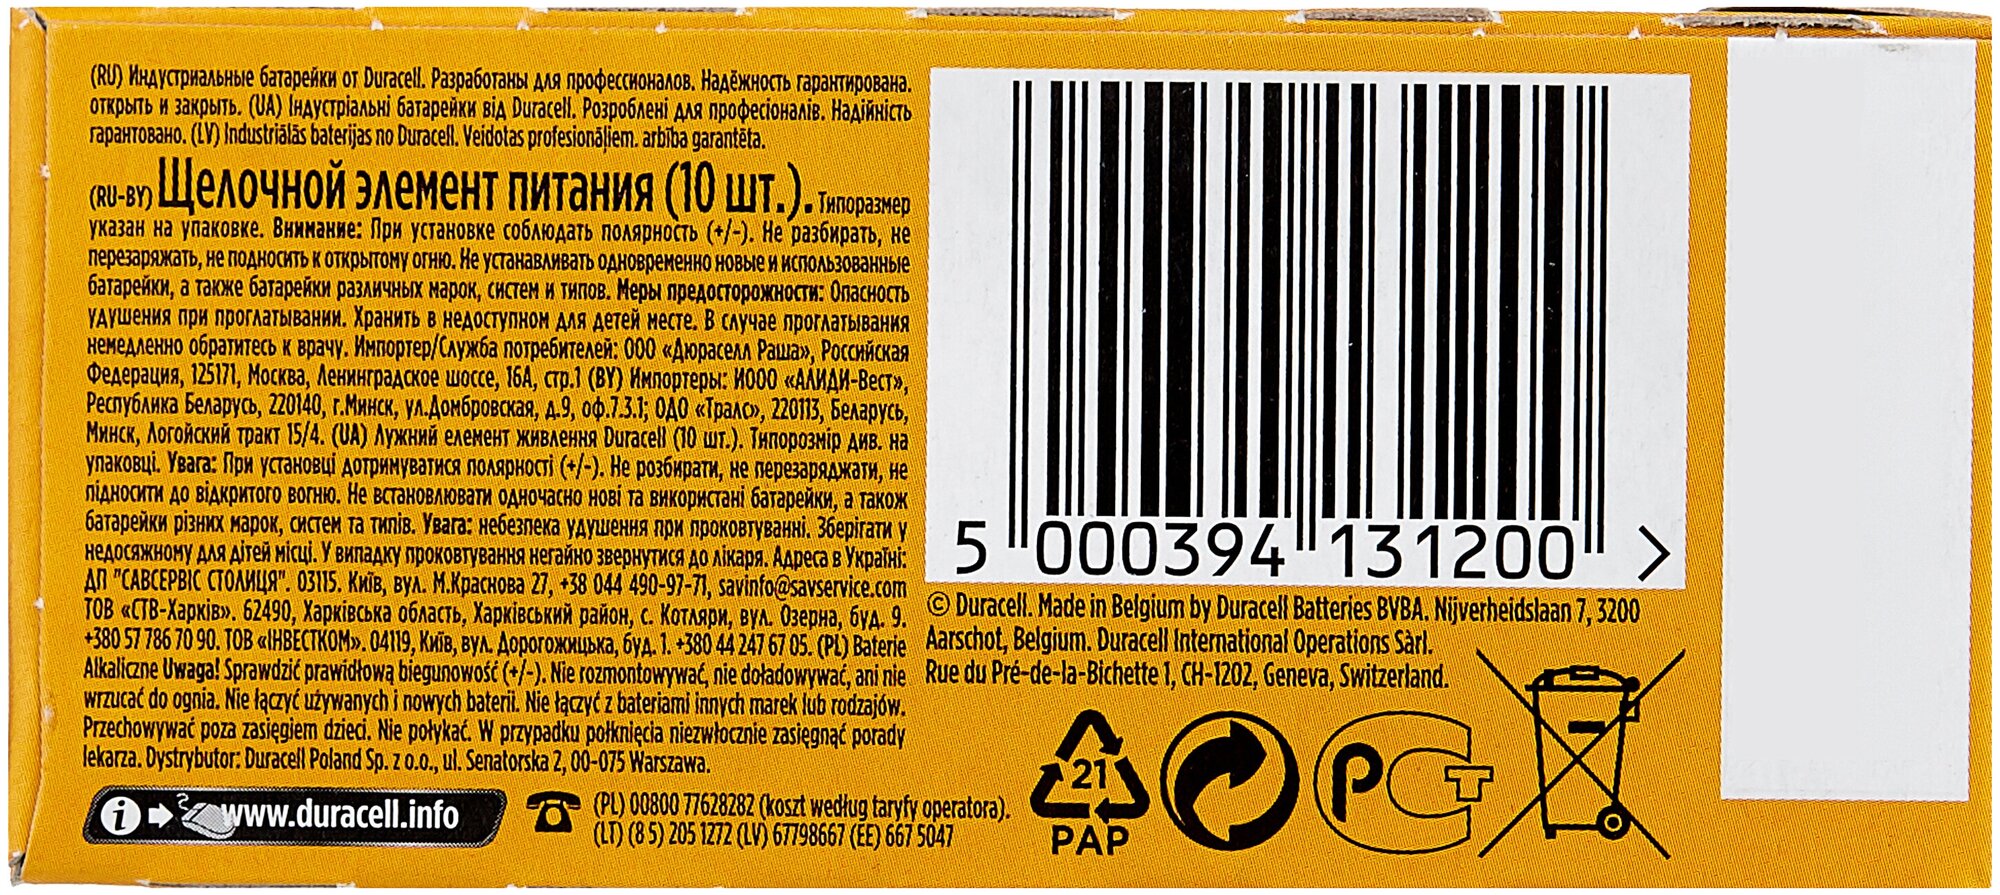 (RU) Индустриальные батарейки от Duracell. Разработаны для профессионалов. Надёжность гарантирована.
открыть и закрыть. (UA) Індустріальні батарейки від Duracell. Розроблені для професіоналів. Надійність
гарантовано. (LV) Industriālās baterijas no Duracell. Veidotas profesionāļiem. arbība garantēta.
(RU-BY) Щелочной элемент питания (10 шт.). Типоразмер
указан на упаковке. Внимание: При установке соблюдать полярность (+/-). Не разбирать, не
перезаряжать, не подносить к открытому огню. Не устанавливать одновременно новые и использованные
батарейки, а также батарейки различных марок, систем и типов. Меры предосторожности: Опасность
удушения при проглатывании. Хранить в недоступном для детей месте. В случае проглатывания
немедленно обратитесь к врачу. Импортер/Служба потребителей: ООО «Дюраселл Раша», Российская
Федерация, 125171, Москва, Ленинградское шоссе, 16А, стр.1 (BY) Импортеры: ИООО «АЛИДИ-Вест»,
Республика Беларусь, 220140, г.Минск, ул.Домбровская, д.9, оф.7.3.1; ОДО «Тралс», 220113, Беларусь,
Минск, Логойский тракт 15/4. (UA) Лужний елемент живлення Duracell (10 шт.). Типорозмір див. на
упаковці. Увага: При установці дотримуватися полярності (+/-). Не розбирати, не перезаряджати, не
підносити до відкритого вогню. Не встановлювати одночасно нові та використані батарейки, а також
батарейки різних марок, систем та типів. Увага: небезпека удушення при проковтуванні. Зберігати у
недосяжному для дітей місці. У випадку проковтування негайно звернутися до лікаря. Адреса в Україні:
ДП "САВСЕРВІС СТОЛИЦЯ". 03115. Київ, вул. М.Краснова 27, +38 044 490-97-71, savinfo@savservice.com
ТОВ «СТВ-Харків». 62490, Харківська область, Харківський район, с. Котляри, вул. Озерна, буд. 9.
+380 57 786 70 90. ТОВ «ІНВЕСТКОМ». 04119, Київ, вул. Дорогожицька, буд. 1. +380 44 247 67 05. (PL) Baterie
Alkaliczne Uwaga! Sprawdzić prawidłową biegunowość (+/-). Nie rozmontowywać, nie doładowywać, ani nie
wrzucać do ognia. Nie łączyć używanych i nowych baterii. Nie łączyć z bateriami innych marek lub rodzajów.
Przechowywać poza zasięgiem dzieci. Nie połykać. W przypadku połknięcia niezwłocznie zasięgnąć porady
lekarza. Dystrybutor: Duracell Poland Sp. z o.o., ul. Senatorska 2, 00-075 Warszawa.
i www.duracell.info
(PL) 00800 77628282 (koszt według taryfy operatora).
(LT) (8 5) 205 1272 (LV) 67798667 (EE) 667 5047
5 000394 131200 >
© Duracell. Made in Belgium by Duracell Batteries BVBA. Nijverheidslaan 7, 3200
Aarschot, Belgium. Duracell International Operations Sàrl.
Rue du Pré-de-la-Bichette 1, CH-1202, Geneva, Switzerland.
21
PAP
РСТ